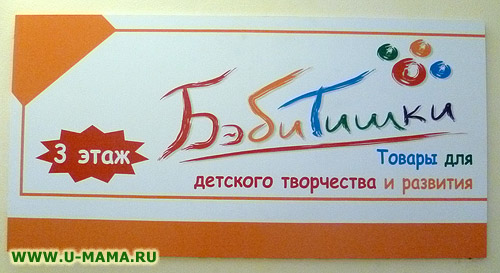 БэбиТишки
3 этаж
Товары для
детского творчества и развития
WWW.U-MAMA.RU